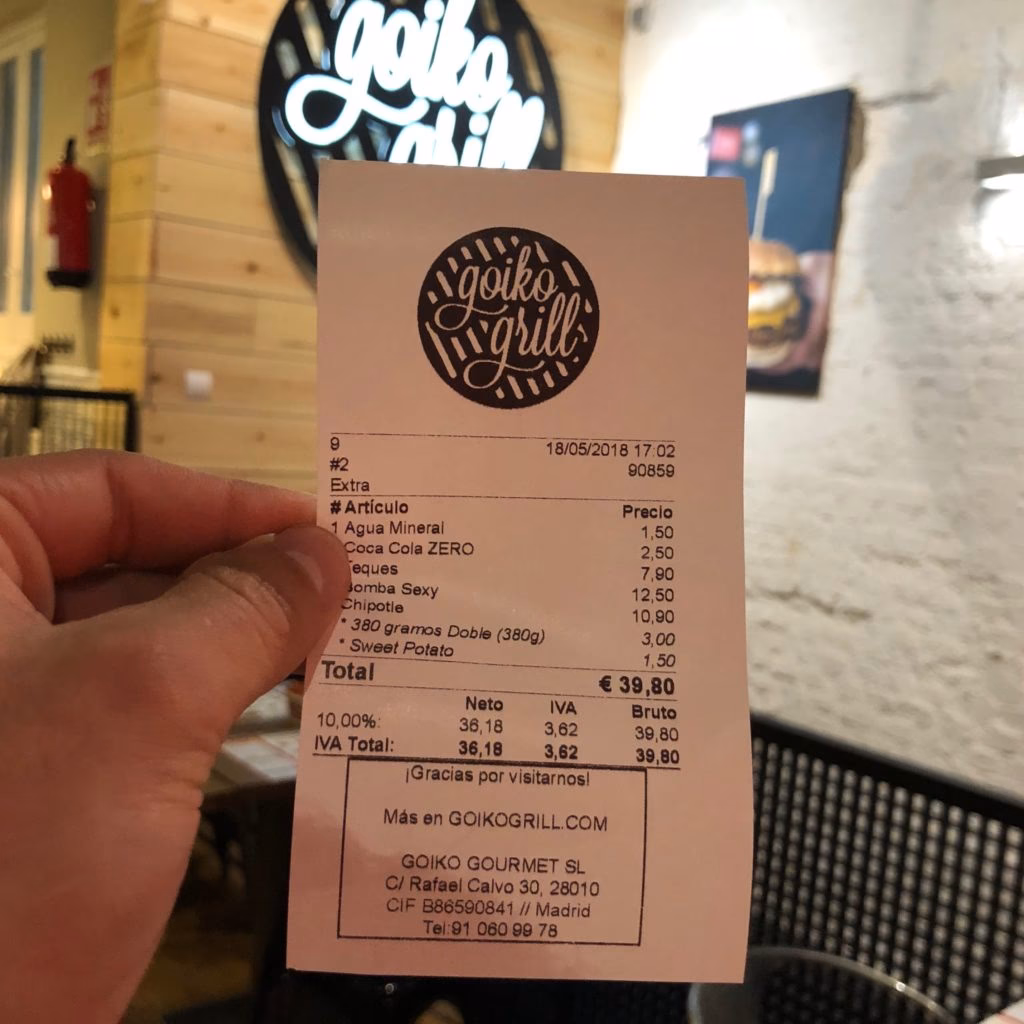 goiko
grill
goiko
grill
9 18/05/2018 17:02
#2 90859
Extra
# Artículo Precio
1 Agua Mineral 1,50
Coca Cola ZERO 2,50
eques 7,90
omba Sexy 12,50
Chipotle 10,90
* 380 gramos Doble (380g) 3,00
* Sweet Potato 1,50
Total € 39,80
Neto IVA Bruto
10,00%: 36,18 3,62 39,80
IVA Total: 36,18 3,62 39,80
¡Gracias por visitarnos!
Más en GOIKOGRILL.COM
GOIKO GOURMET SL
C/ Rafael Calvo 30, 28010
CIF B86590841 // Madrid
Tel:91 060 99 78